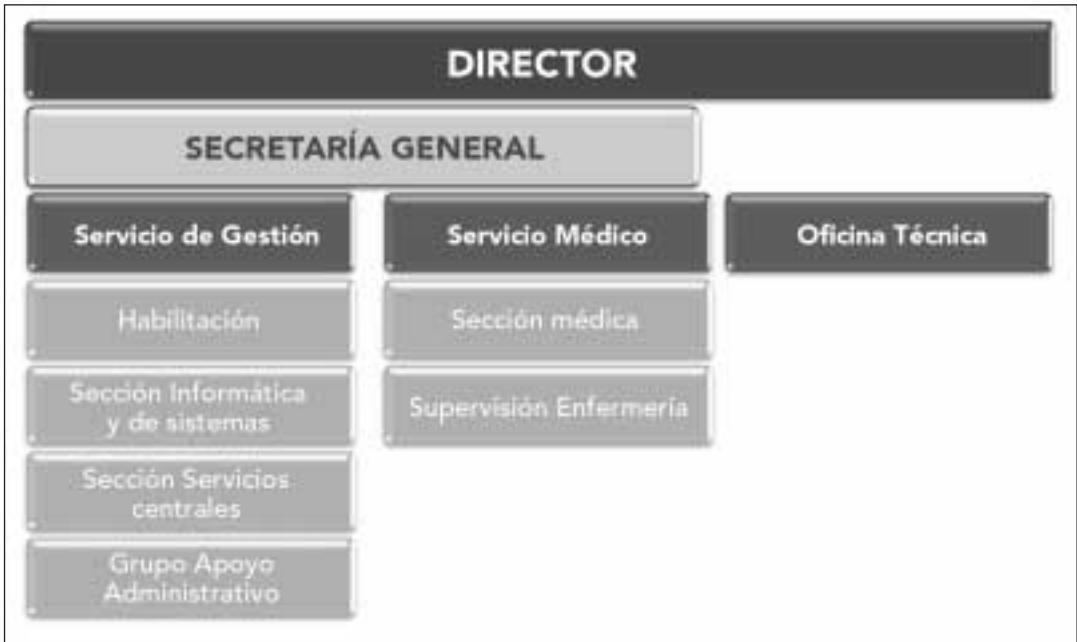 DIRECTOR
SECRETARÍA GENERAL
Servicio de Gestión
Servicio Médico
Oficina Técnica
Habilitación
Sección médica
Sección Informática
y de sistemas
Supervisión Enfermería
Sección Servicios
centrales
Grupo Apoyo
Administrativo